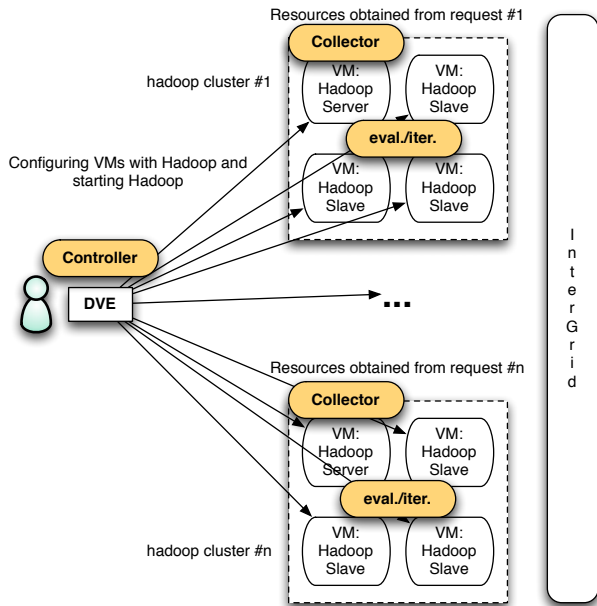 Resources obtained from request #1
Collector
hadoop cluster #1
VM:
Hadoop
Server
VM:
Hadoop
Slave
eval./iter.
Configuring VMs with Hadoop and
starting Hadoop
VM:
Hadoop
Slave
VM:
Hadoop
Slave
Controller
DVE
...
InterGrid
Resources obtained from request #n
Collector
VM:
Hadoop
Server
VM:
Hadoop
Slave
eval./iter.
hadoop cluster #n
VM:
Hadoop
Slave
VM:
Hadoop
Slave